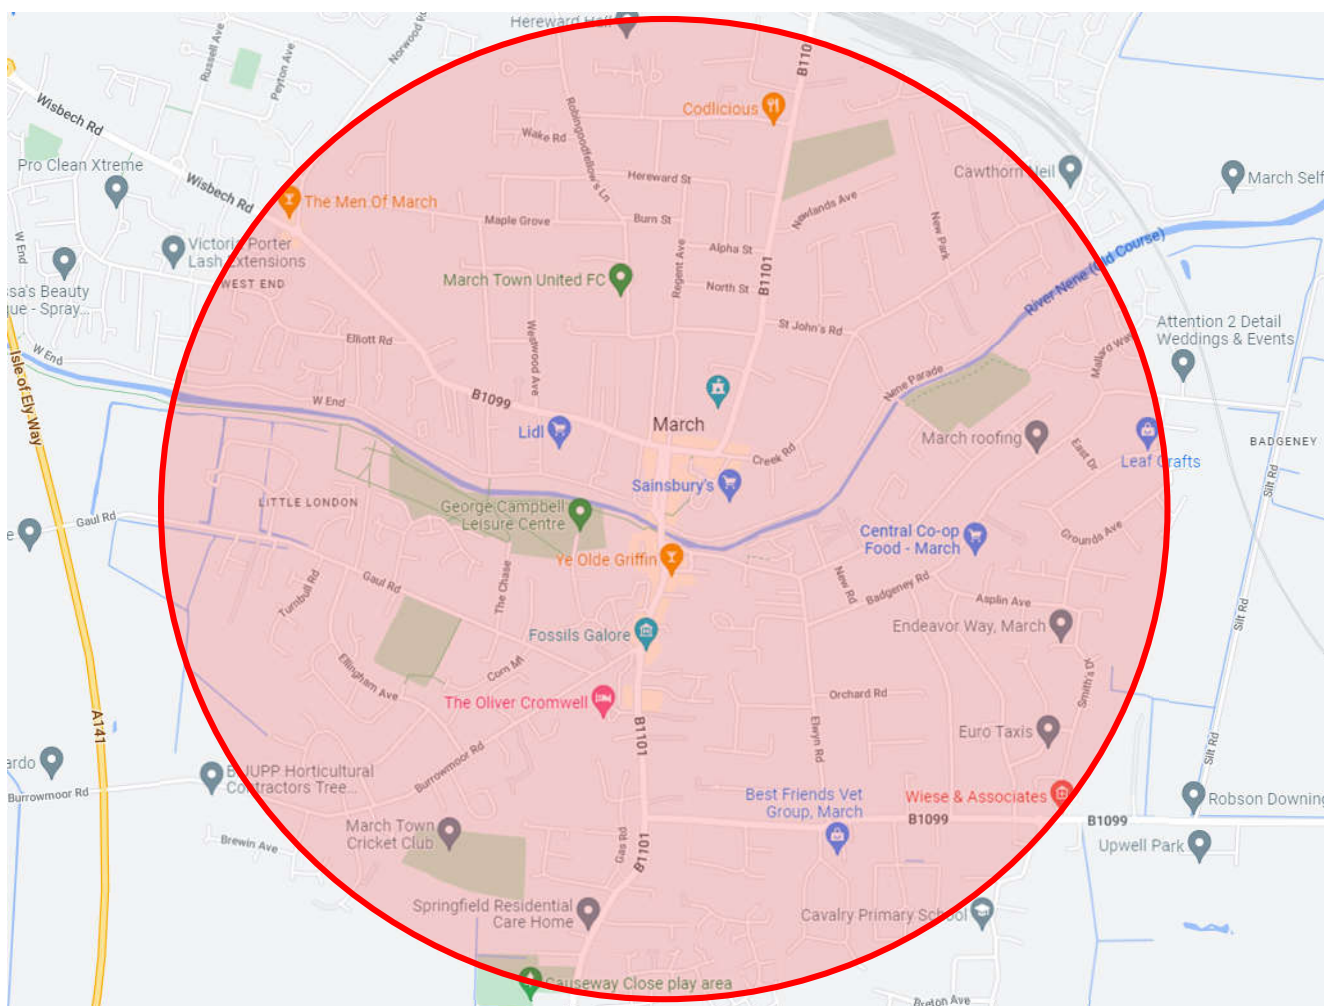 Hereward Hall
Norwood Rd
Russell Ave
Peyton Ave
B1101
Codlicious
Wisbech Rd
Robingoodfellow's Ln
Wake Rd
Pro Clean Xtreme
Cawthorn Neil
March Self
Hereward St
Wisbech Rd
The Men Of March
Maple Grove
Burn St
Newlands Ave
New Park
W End
Victoria Porter
Lash Extensions
Alpha St
River Nene (Old Course)
Regent Ave
B1101
March Town United FC
WEST END
North St
ssa's Beauty
gue - Spray...
St John's Rd
Attention 2 Detail
Weddings & Events
Elliott Rd
Westwood Ave
Mallard Way
W End
Isle of Ely Way
Nene Parade
B1099
W End
March
Lidl
March roofing
Creek Rd
East Dr
Leaf Crafts
BADGENEY
Sainsbury's
Silt Rd
LITTLE LONDON
George Campbell
Leisure Centre
Gaul Rd
e
Central Co-op
Food - March
Grounds Ave
Ye Olde Griffin
The Chase
Gaul Rd
Turnbull Rd
New Rd
Badgeney Rd
Asplin Ave
Silt Rd
Fossils Galore
Endeavor Way, March
Corn Mi
Ellingham Ave
Smith's Dr
Orchard Rd
The Oliver Cromwell
A141
B1101
Elwyn Rd
Euro Taxis
Silt Rd
ardo
Burrowmoor Rd
BJUPP Horticultural
Contractors Tree...
Burrowmoor Rd
Best Friends Vet
Group, March
Wiese & Associates
Robson Downing
B1099
B1099
March Town
Cricket Club
Gas Rd
B1101
Brewin Ave
Upwell Park
Springfield Residential
Care Home
Cavalry Primary School
Causeway Close play area
Breton Ave